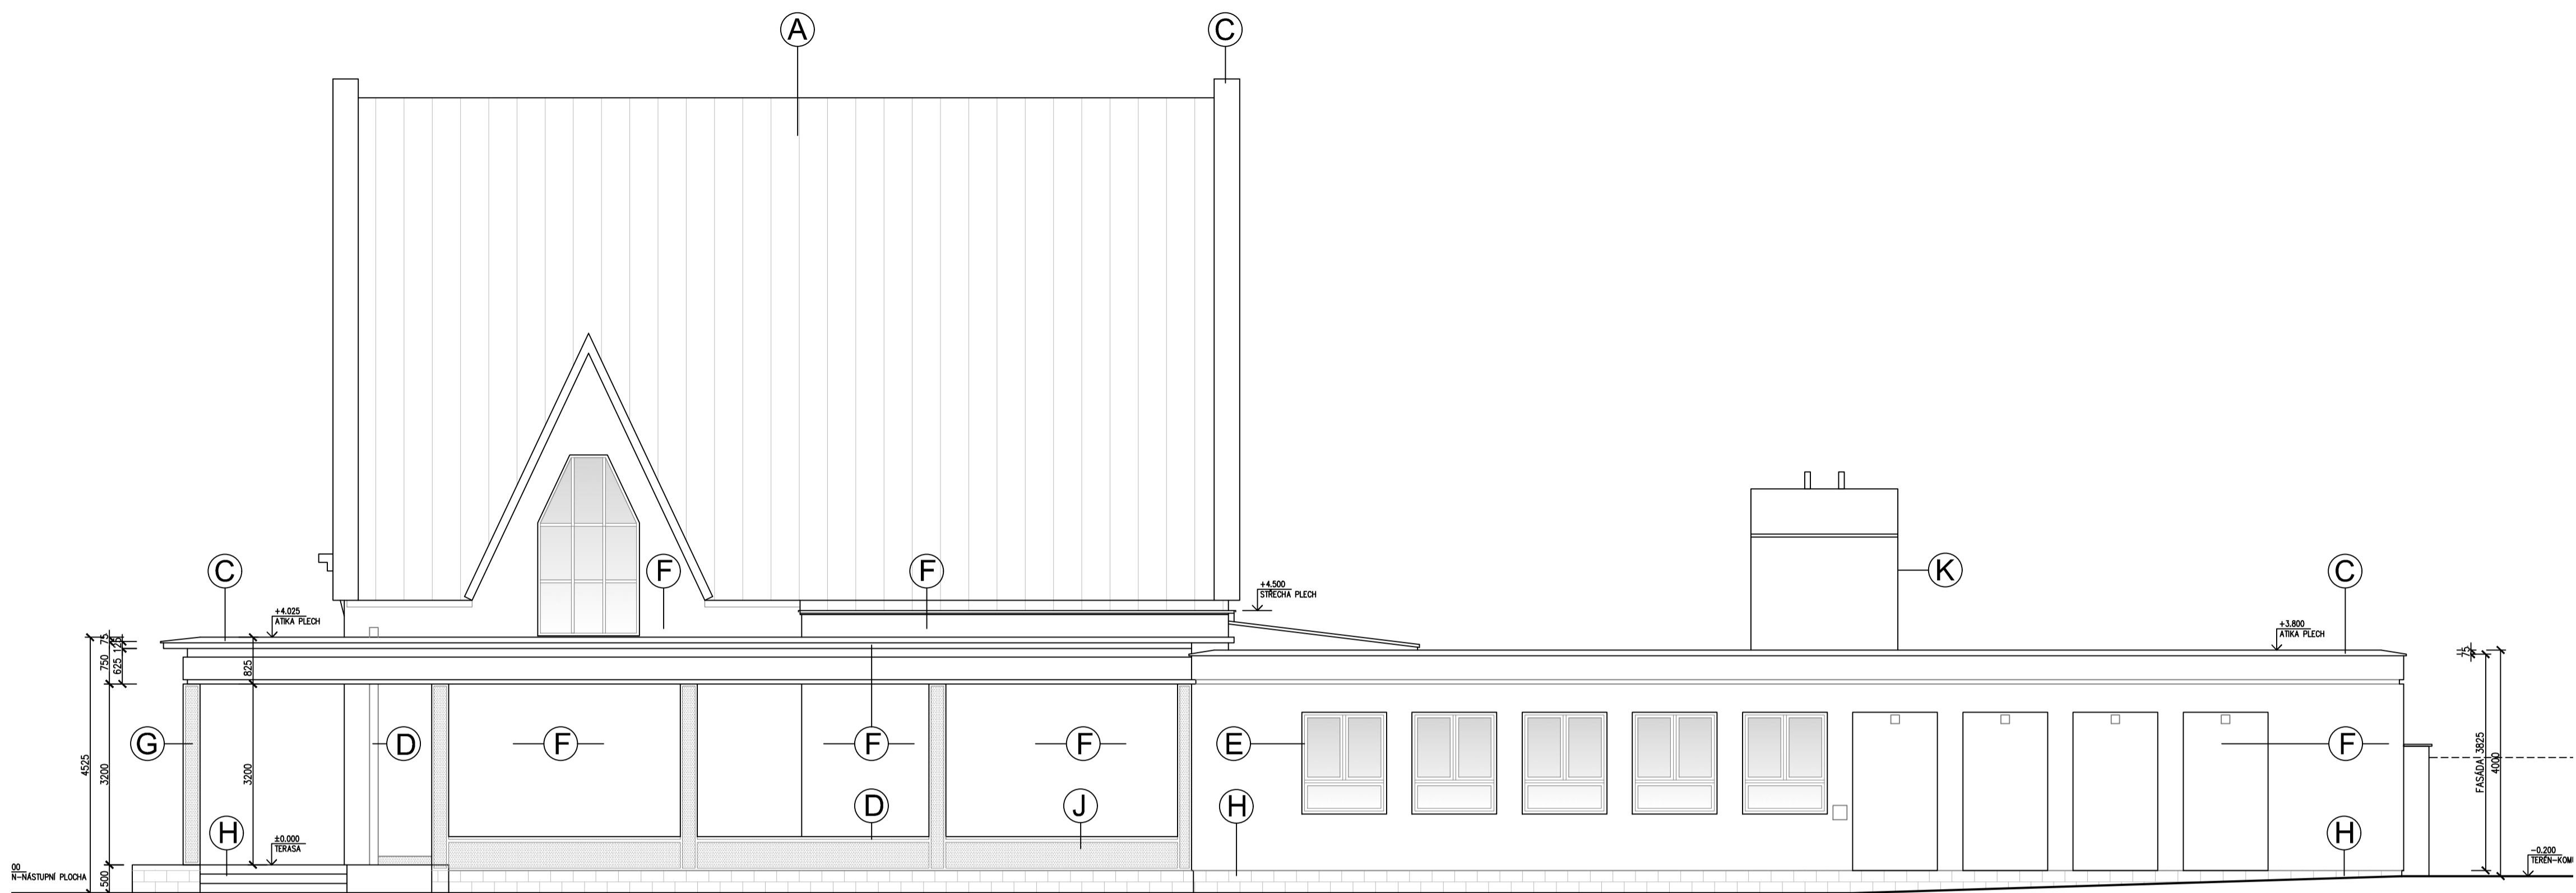 A
C
C
F
F
K
C
+4.500
STŘECHA PLECH
+4.025
ATIKA PLECH
+3.800
ATIKA PLECH
75
125
750
625
825
75
G
D
F
F
F
E
F
4525
3200
3200
FASÁDA 3825
4000
D
J
H
H
H
±0.000
TERASA
00
N-NÁSTUPNÍ PLOCHA
500
-0.200
TERÉN-KOM